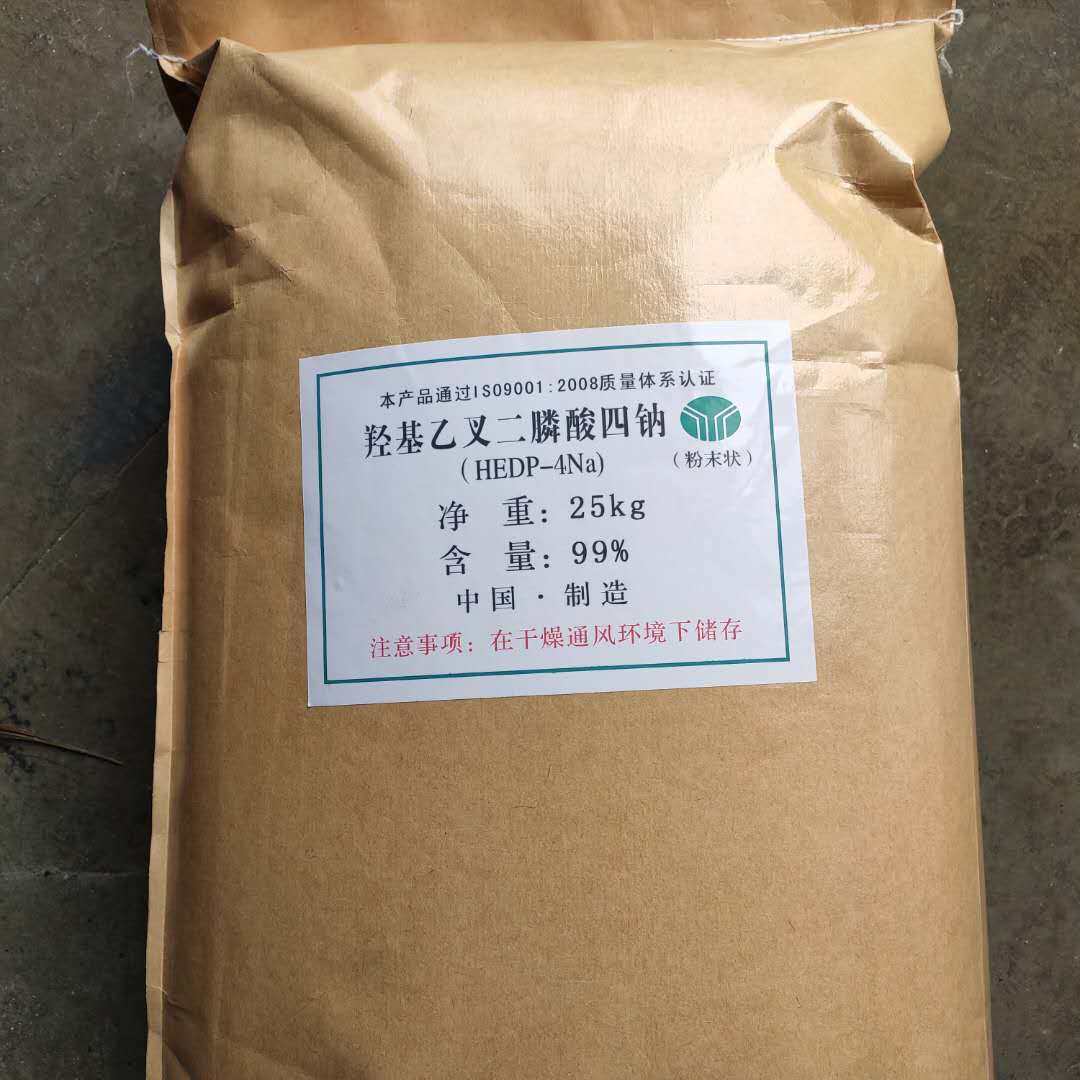 本产品通过ISO9001:2008质量体系认证
羟基乙叉二膦酸四钠
(HEDP-4Na) (粉末状)
净 重: 25kg
含 量: 99%
中国·制造
注意事项: 在干燥通风环境下储存